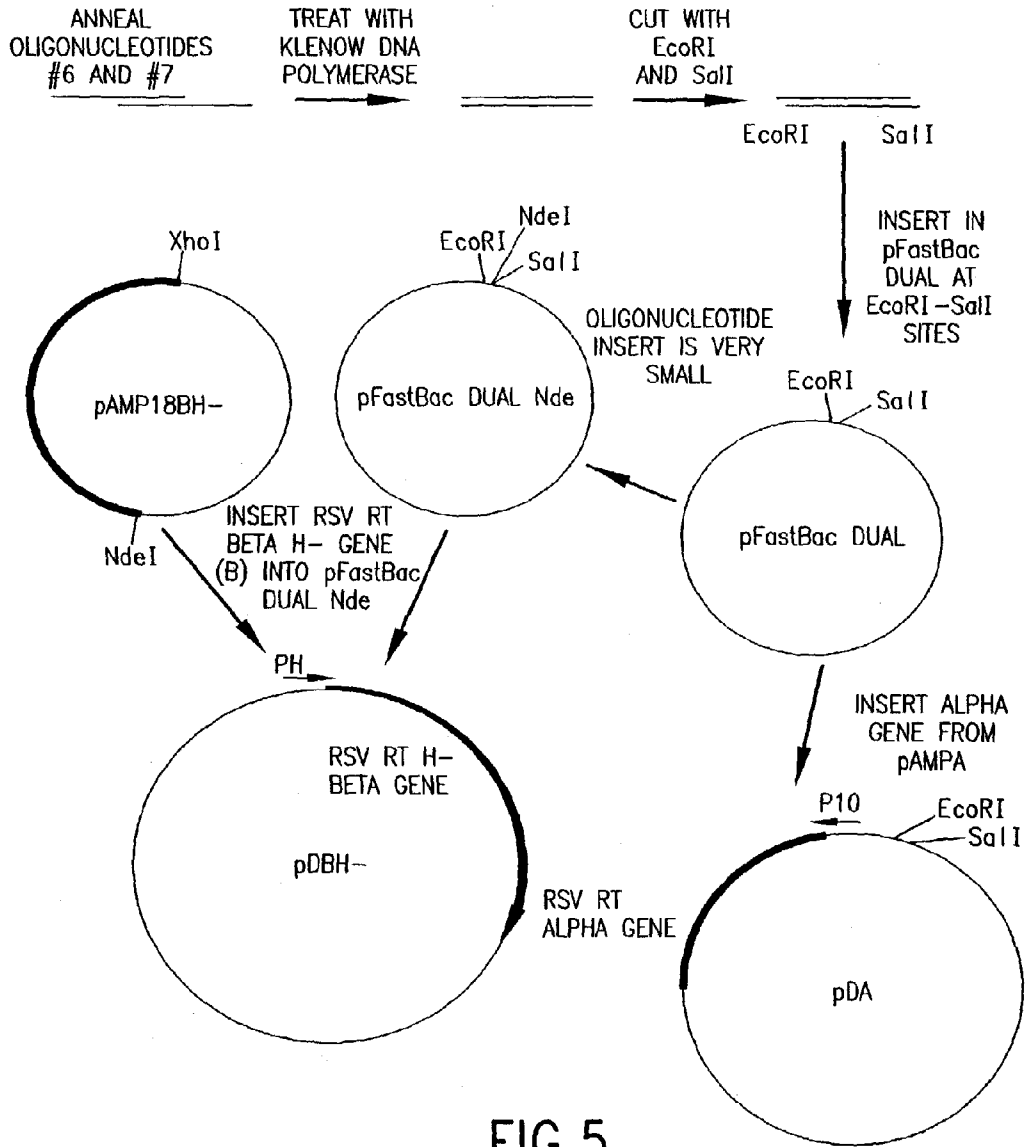 ANNEAL
OLIGONUCLEOTIDES
#6 AND #7
TREAT WITH
KLENOW DNA
POLYMERASE
CUT WITH
EcoRI
AND SalI
EcoRI
SalI
INSERT IN
pFastBac
DUAL AT
EcoRI-SalI
SITES
XhoI
pAMP18BH-
NdeI
EcoRI
NdeI
SalI
pFastBac DUAL Nde
OLIGONUCLEOTIDE
INSERT IS VERY
SMALL
EcoRI
SalI
pFastBac DUAL
INSERT RSV RT
BETA H- GENE
(B) INTO pFastBac
DUAL Nde
PH
RSV RT H-
BETA GENE
pDBH-
RSV RT
ALPHA GENE
INSERT ALPHA
GENE FROM
pAMPA
P10
EcoRI
SalI
pDA
FIG.5